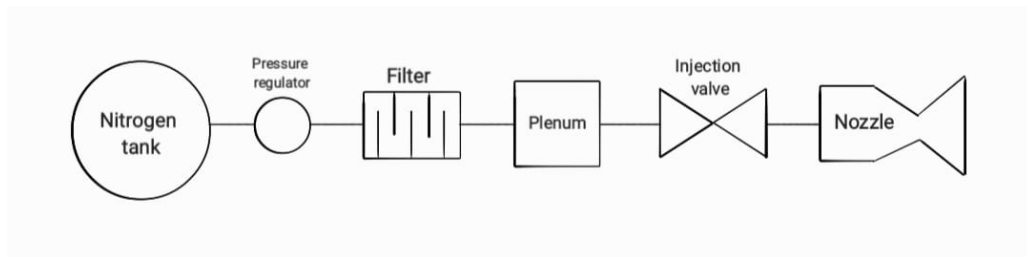 Nitrogen
tank
Pressure
regulator
Filter
Plenum
Injection
valve
Nozzle